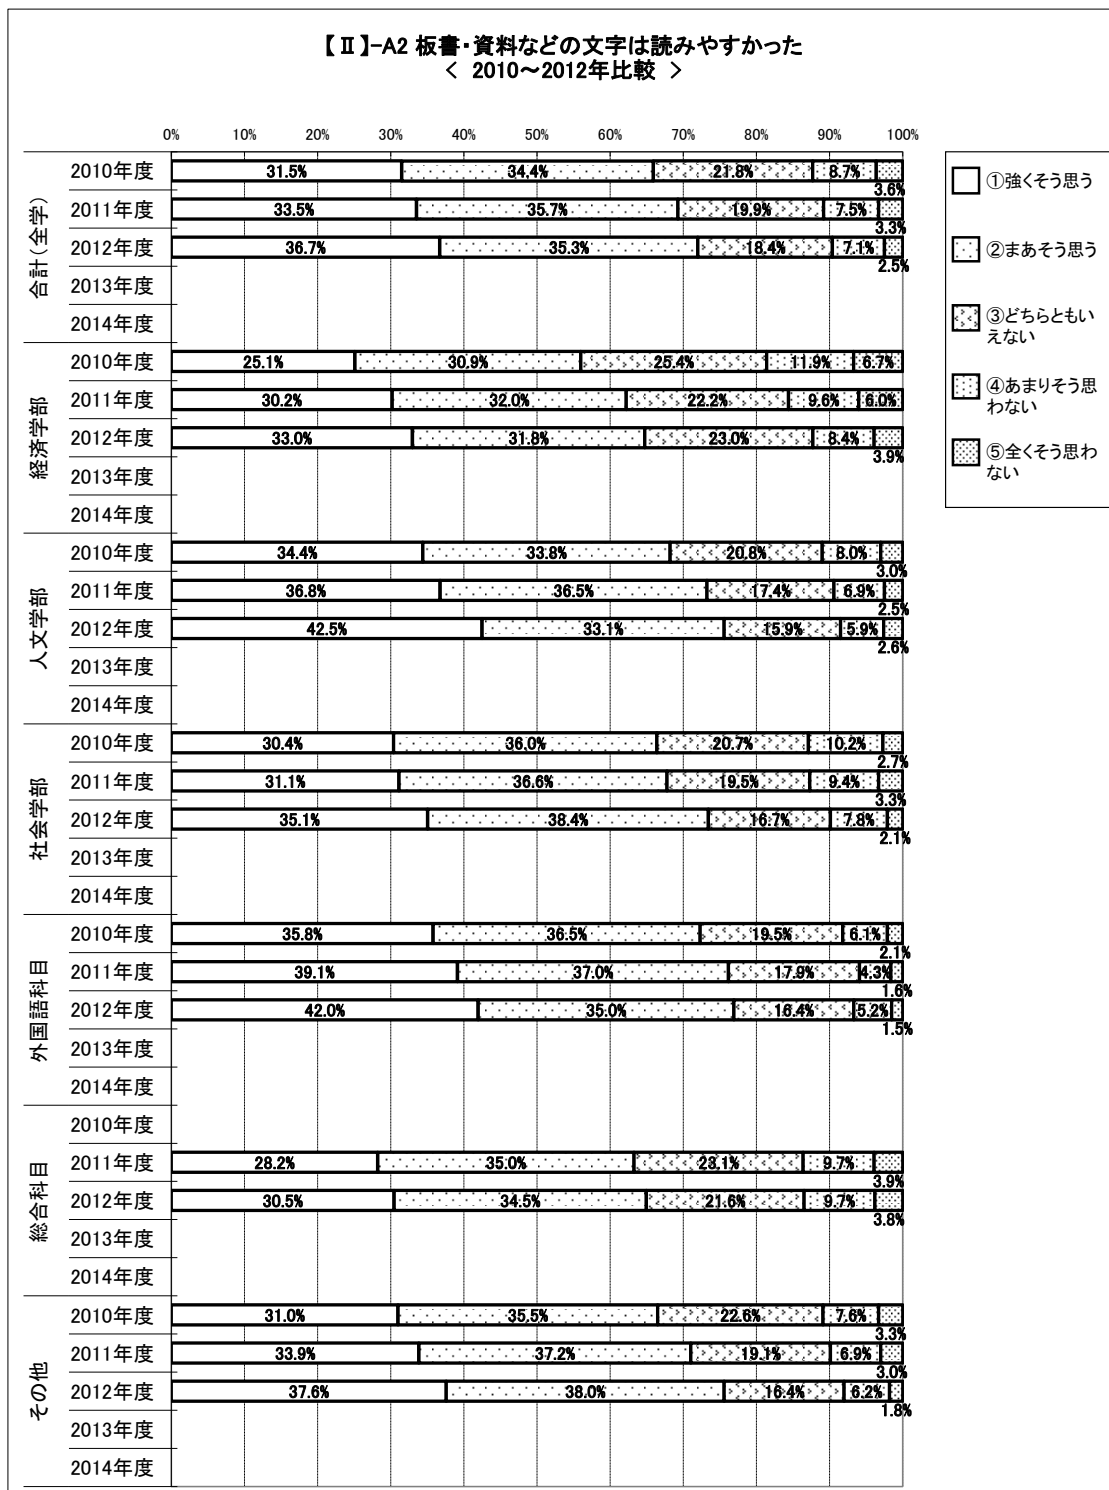 【Ⅱ】-A2 板書・資料などの文字は読みやすかった
< 2010～2012年比較 >
0% 10% 20% 30% 40% 50% 60% 70% 80% 90% 100%
合計（全学）
2010年度 31.5% 34.4% 21.8% 8.7% 3.6%
2011年度 33.5% 35.7% 19.9% 7.5% 3.3%
2012年度 36.7% 35.3% 18.4% 7.1% 2.5%
2013年度
2014年度
経済学部
2010年度 25.1% 30.9% 25.4% 11.9% 6.7%
2011年度 30.2% 32.0% 22.2% 9.6% 6.0%
2012年度 33.0% 31.8% 23.0% 8.4% 3.9%
2013年度
2014年度
人文学部
2010年度 34.4% 33.8% 20.8% 8.0% 3.0%
2011年度 36.8% 36.5% 17.4% 6.9% 2.5%
2012年度 42.5% 33.1% 15.9% 5.9% 2.6%
2013年度
2014年度
社会学部
2010年度 30.4% 36.0% 20.7% 10.2% 2.7%
2011年度 31.1% 36.6% 19.5% 9.4% 3.3%
2012年度 35.1% 38.4% 16.7% 7.8% 2.1%
2013年度
2014年度
外国語科目
2010年度 35.8% 36.5% 19.5% 6.1% 2.1%
2011年度 39.1% 37.0% 17.9% 4.3% 1.6%
2012年度 42.0% 35.0% 16.4% 5.2% 1.5%
2013年度
2014年度
総合科目
2010年度
2011年度 28.2% 35.0% 23.1% 9.7% 3.9%
2012年度 30.5% 34.5% 21.6% 9.7% 3.8%
2013年度
2014年度
その他
2010年度 31.0% 35.5% 22.6% 7.6% 3.3%
2011年度 33.9% 37.2% 19.1% 6.9% 3.0%
2012年度 37.6% 38.0% 16.4% 6.2% 1.8%
2013年度
2014年度
①強くそう思う
②まあそう思う
③どちらともい
えない
④あまりそう思
わない
⑤全くそう思わ
ない